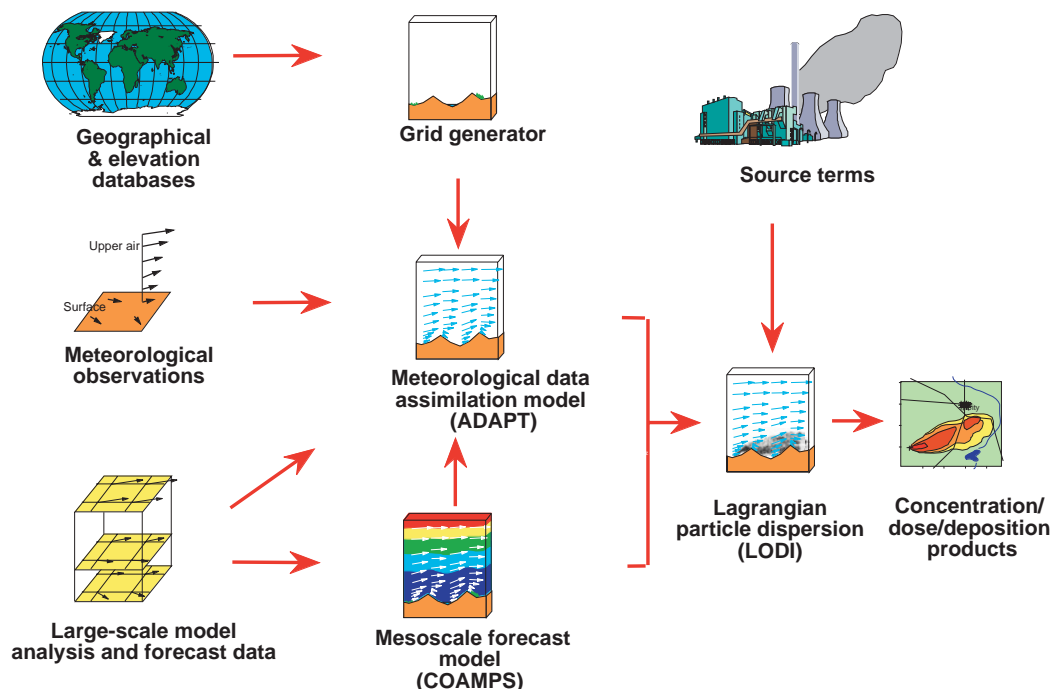 Geographical
& elevation
databases
Grid generator
Source terms
Upper air
Surface
Meteorological
observations
Meteorological data
assimilation model
(ADAPT)
Lagrangian
particle dispersion
(LODI)
Concentration/
dose/deposition
products
Large-scale model
analysis and forecast data
Mesoscale forecast
model
(COAMPS)